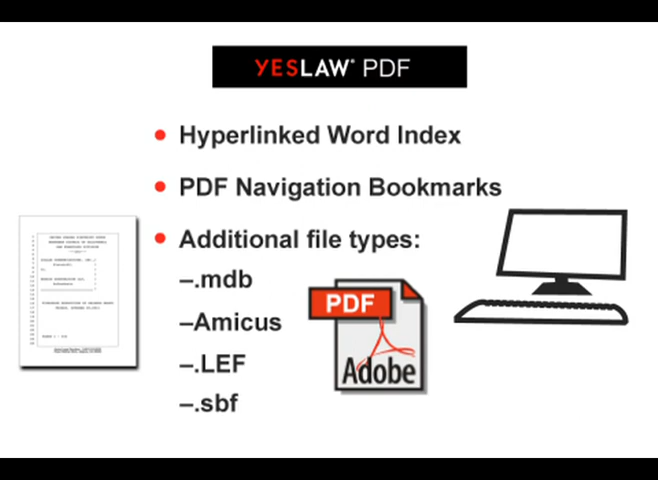 YESLAW® PDF
Hyperlinked Word Index
PDF Navigation Bookmarks
Additional file types:
–.mdb
–Amicus
–.LEF
–.sbf
PDF
Adobe